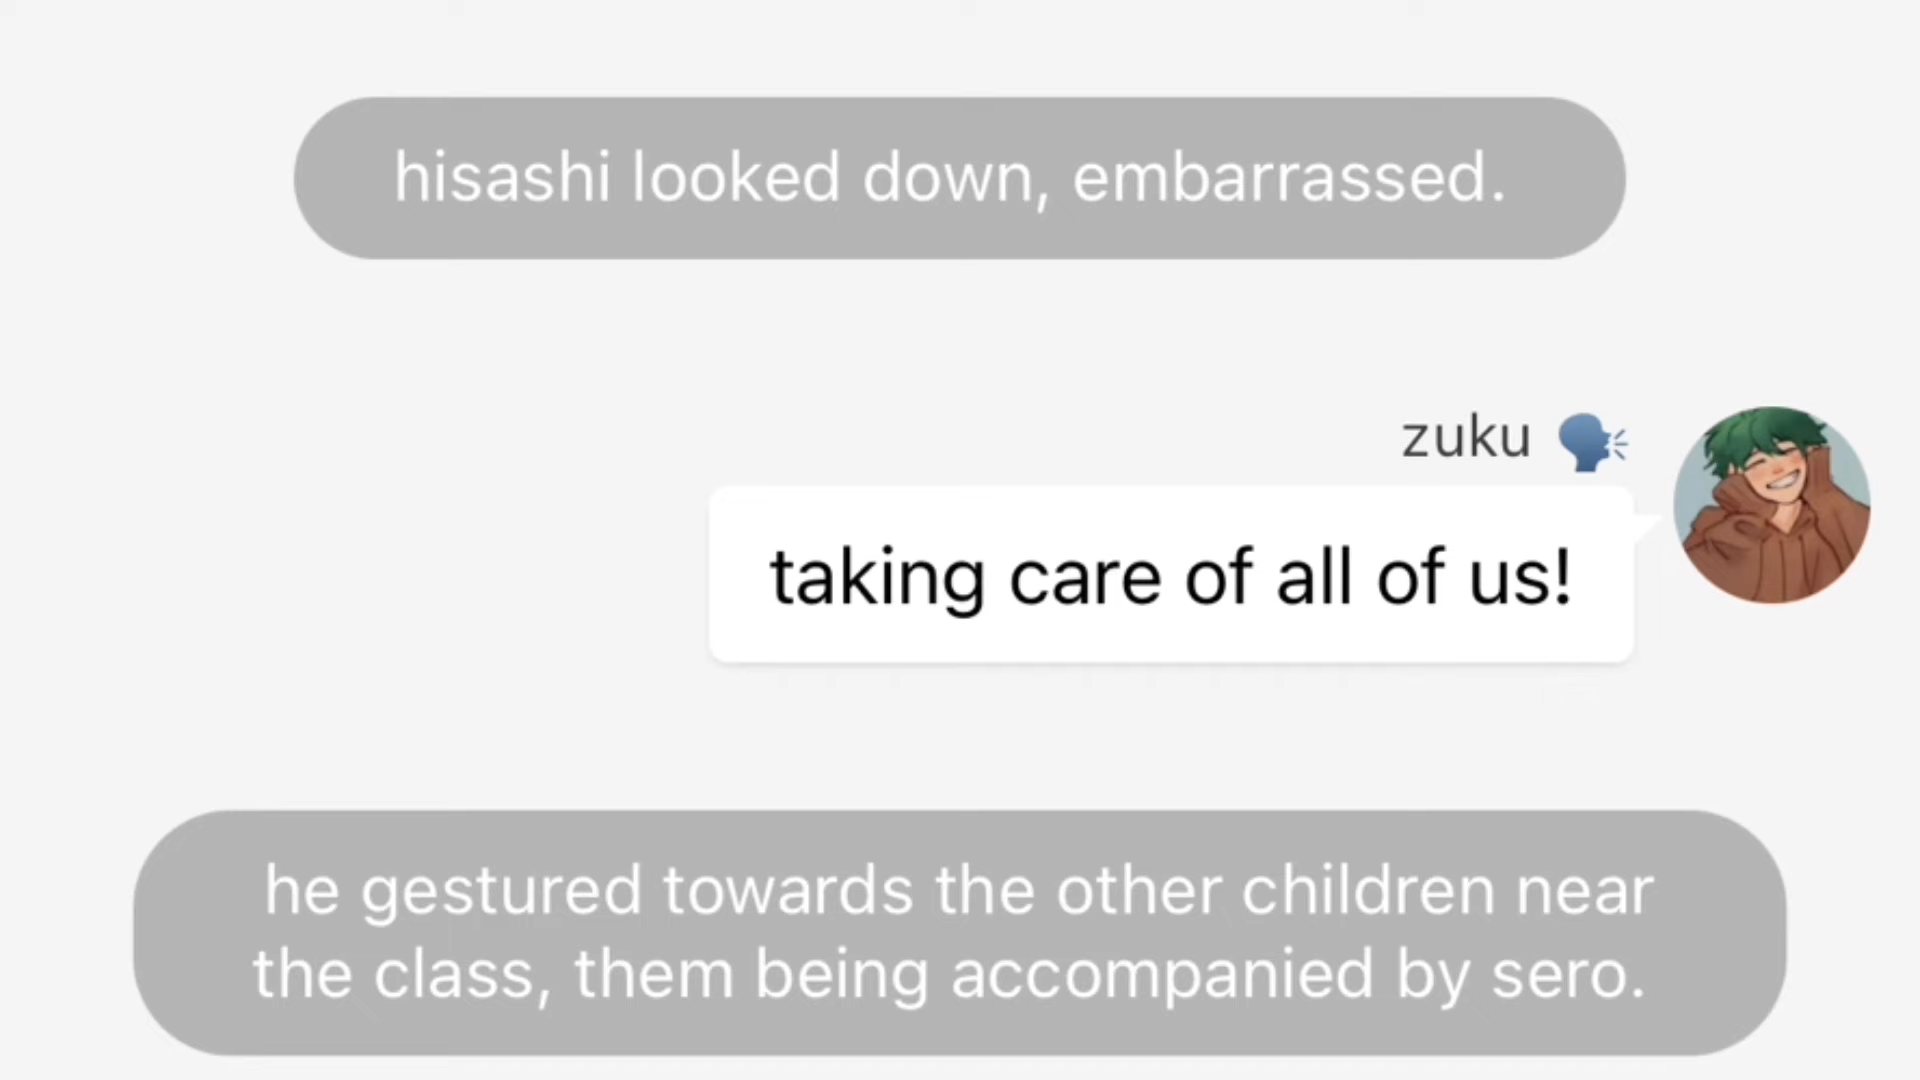 hisashi looked down, embarrassed.
zuku 🗣️
taking care of all of us!
he gestured towards the other children near
the class, them being accompanied by sero.